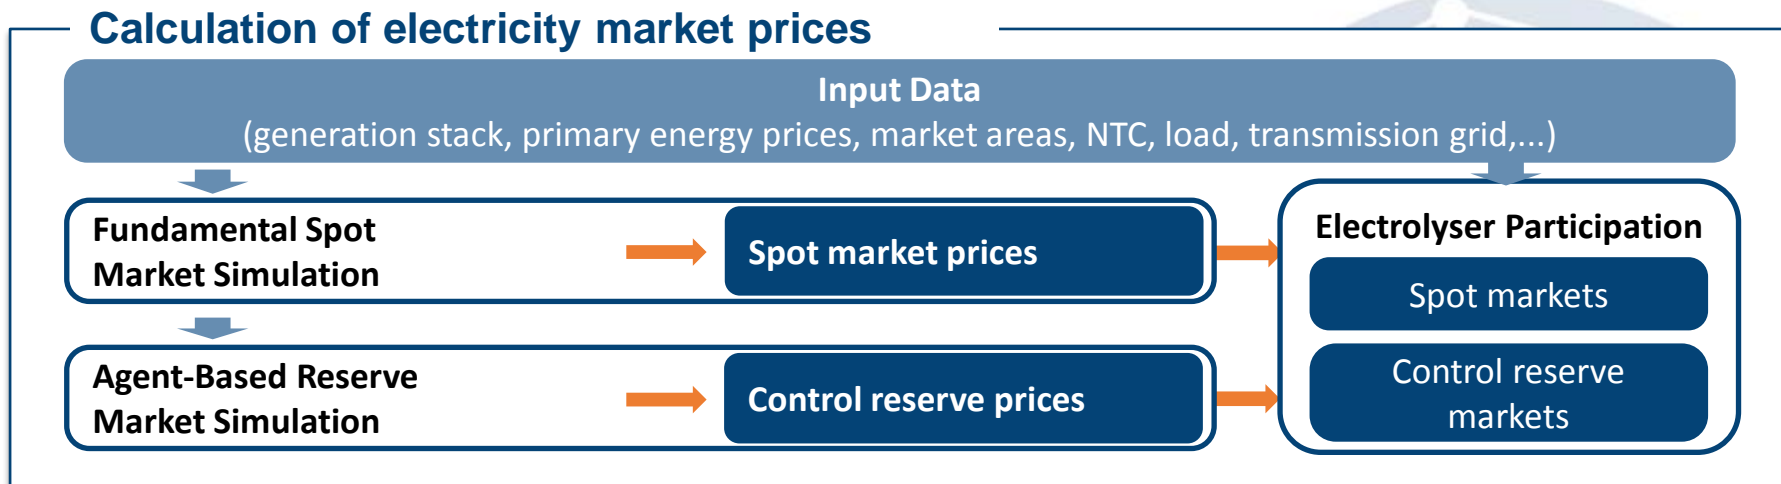 Calculation of electricity market prices
Input Data
(generation stack, primary energy prices, market areas, NTC, load, transmission grid,...)
Fundamental Spot
Market Simulation
Spot market prices
Electrolyser Participation
Spot markets
Agent-Based Reserve
Market Simulation
Control reserve prices
Control reserve
markets